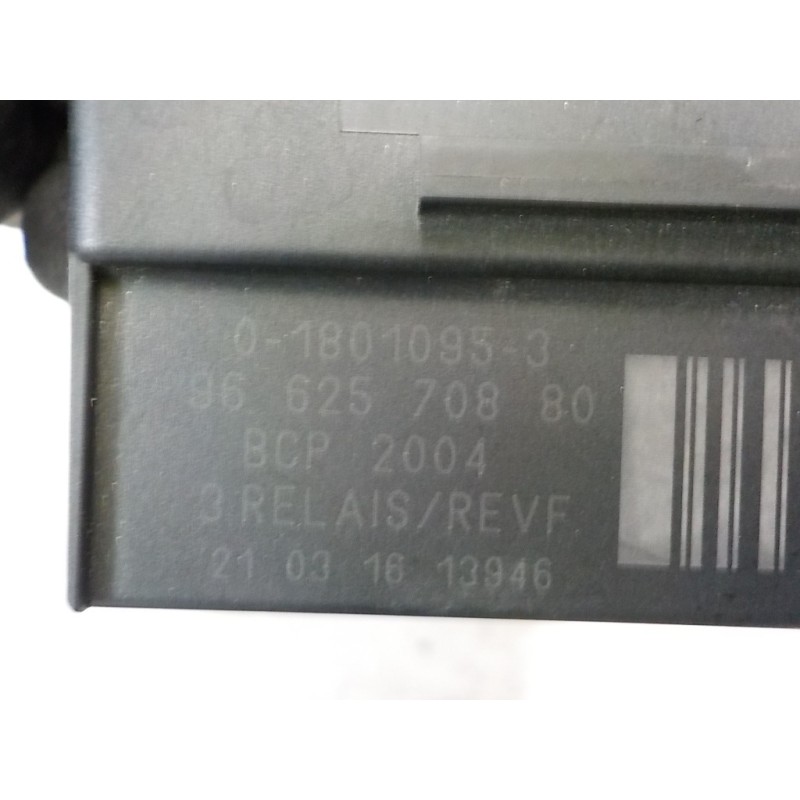 0-1801095-3
96 625 708 80
BCP 2004
3 RELAIS/REVF
21 03 16 13946